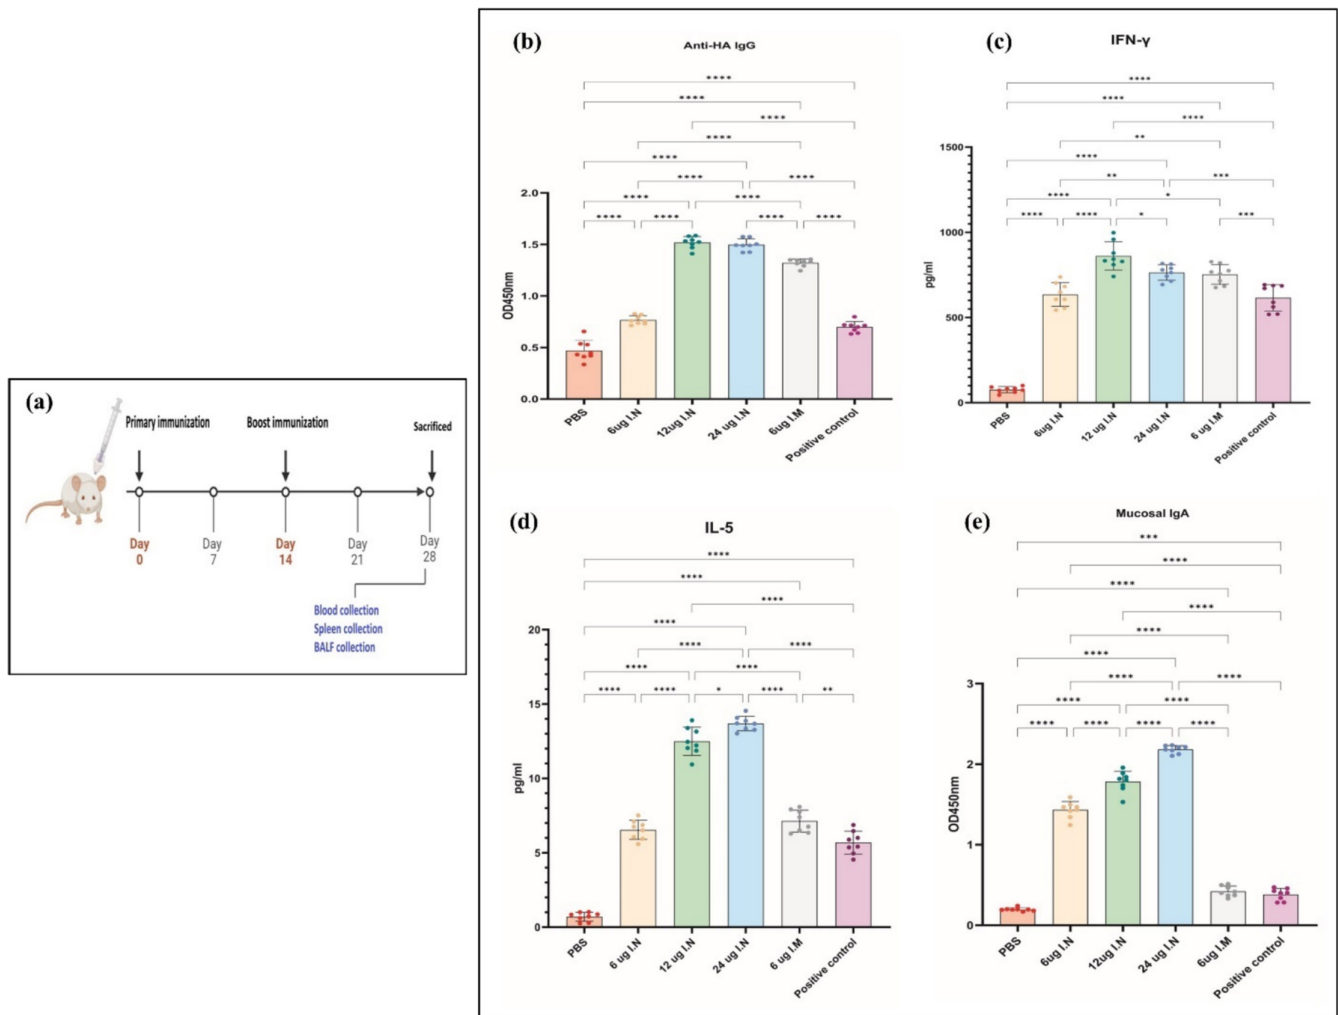 (a)
Primary immunization
Boost immunization
Sacrificed
Day
0
Day
7
Day
14
Day
21
Day
28
Blood collection
Spleen collection
BALF collection
(b)
Anti-HA IgG
****
****
****
****
****
**** ****
**** ****
**** **** **** ****
OD450nm
2.0
1.5
1.0
0.5
0.0
PBS
6ug I.N
12ug I.N
24 ug I.N
6ug I.M
Positive control
(c)
IFN-γ
****
****
****
**
****
** ***
**** *
**** **** * ***
pg/ml
1500
1000
500
0
PBS
6ug I.N
12 ug I.N
24 ug I.N
6 ug I.M
Positive control
(d)
IL-5
****
****
****
****
**** ****
**** ****
**** **** * **** **
pg/ml
20
15
10
5
0
PBS
6 ug I.N
12 ug I.N
24 ug I.N
6 ug I.M
Positive control
(e)
Mucosal IgA
***
****
****
****
****
****
**** ****
**** ****
**** **** **** ****
OD450nm
3
2
1
0
PBS
6ug I.N
12ug I.N
24 ug I.N
6ug I.M
Positive control